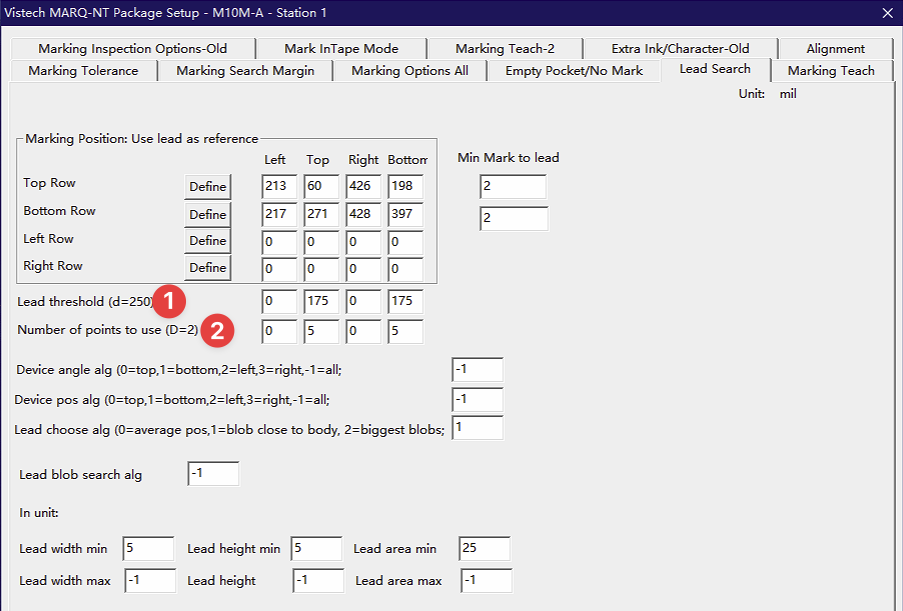 Vistech MARQ-NT Package Setup - M10M-A - Station 1
Marking Inspection Options-Old Mark InTape Mode Marking Teach-2 Extra Ink/Character-Old Alignment
Marking Tolerance Marking Search Margin Marking Options All Empty Pocket/No Mark Lead Search Marking Teach
Unit: mil
Marking Position: Use lead as reference
Left Top Right Bottom Min Mark to lead
Top Row Define 213 60 426 198 2
Bottom Row Define 217 271 428 397 2
Left Row Define 0 0 0 0
Right Row Define 0 0 0 0
Lead threshold (d=250) 1 0 175 0 175
Number of points to use (D=2) 2 0 5 0 5
Device angle alg (0=top,1=bottom,2=left,3=right,-1=all; -1
Device pos alg (0=top,1=bottom,2=left,3=right,-1=all; -1
Lead choose alg (0=average pos,1=blob close to body, 2=biggest blobs; 1
Lead blob search alg -1
In unit:
Lead width min 5 Lead height min 5 Lead area min 25
Lead width max -1 Lead height -1 Lead area max -1